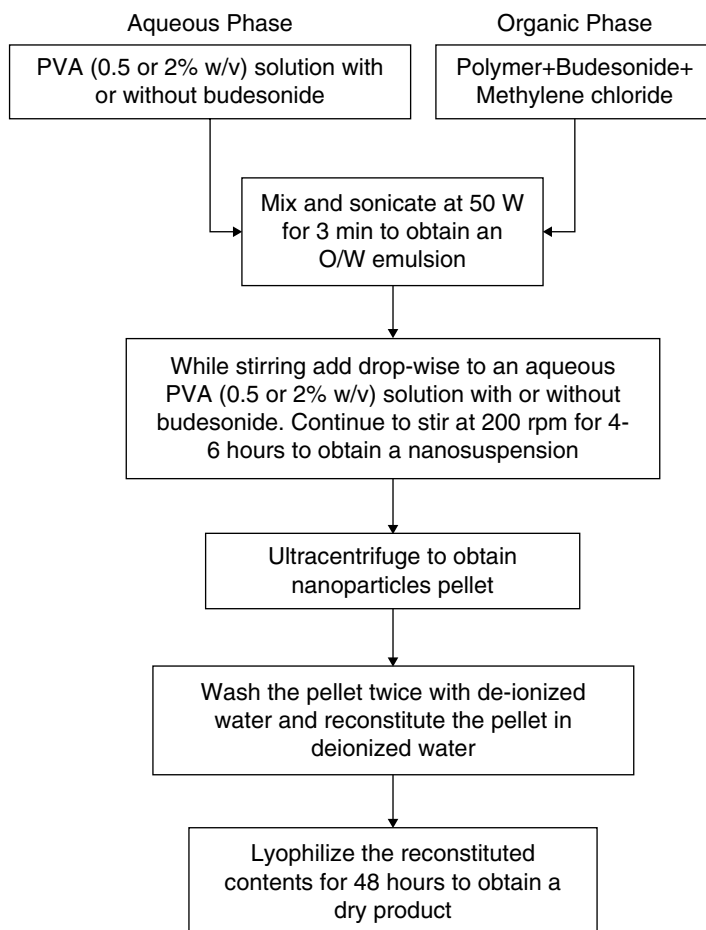 Aqueous Phase
Organic Phase
PVA (0.5 or 2% w/v) solution with
or without budesonide
Polymer+Budesonide+
Methylene chloride
Mix and sonicate at 50 W
for 3 min to obtain an
O/W emulsion
While stirring add drop-wise to an aqueous
PVA (0.5 or 2% w/v) solution with or without
budesonide. Continue to stir at 200 rpm for 4-
6 hours to obtain a nanosuspension
Ultracentrifuge to obtain
nanoparticles pellet
Wash the pellet twice with de-ionized
water and reconstitute the pellet in
deionized water
Lyophilize the reconstituted
contents for 48 hours to obtain a
dry product